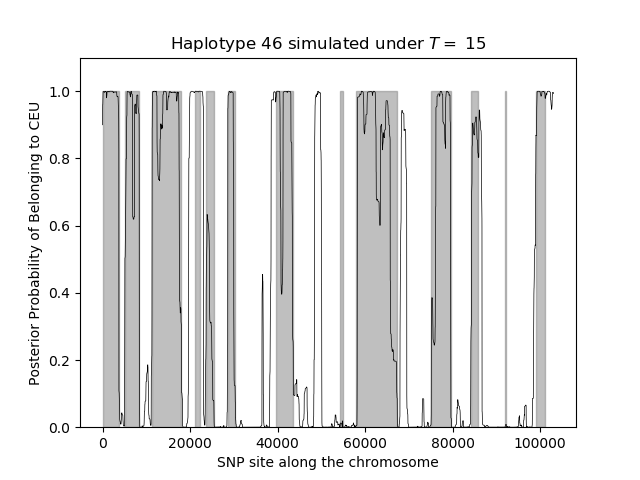 Haplotype 46 simulated under T = 15
Posterior Probability of Belonging to CEU
1.0
0.8
0.6
0.4
0.2
0.0
0 20000 40000 60000 80000 100000
SNP site along the chromosome